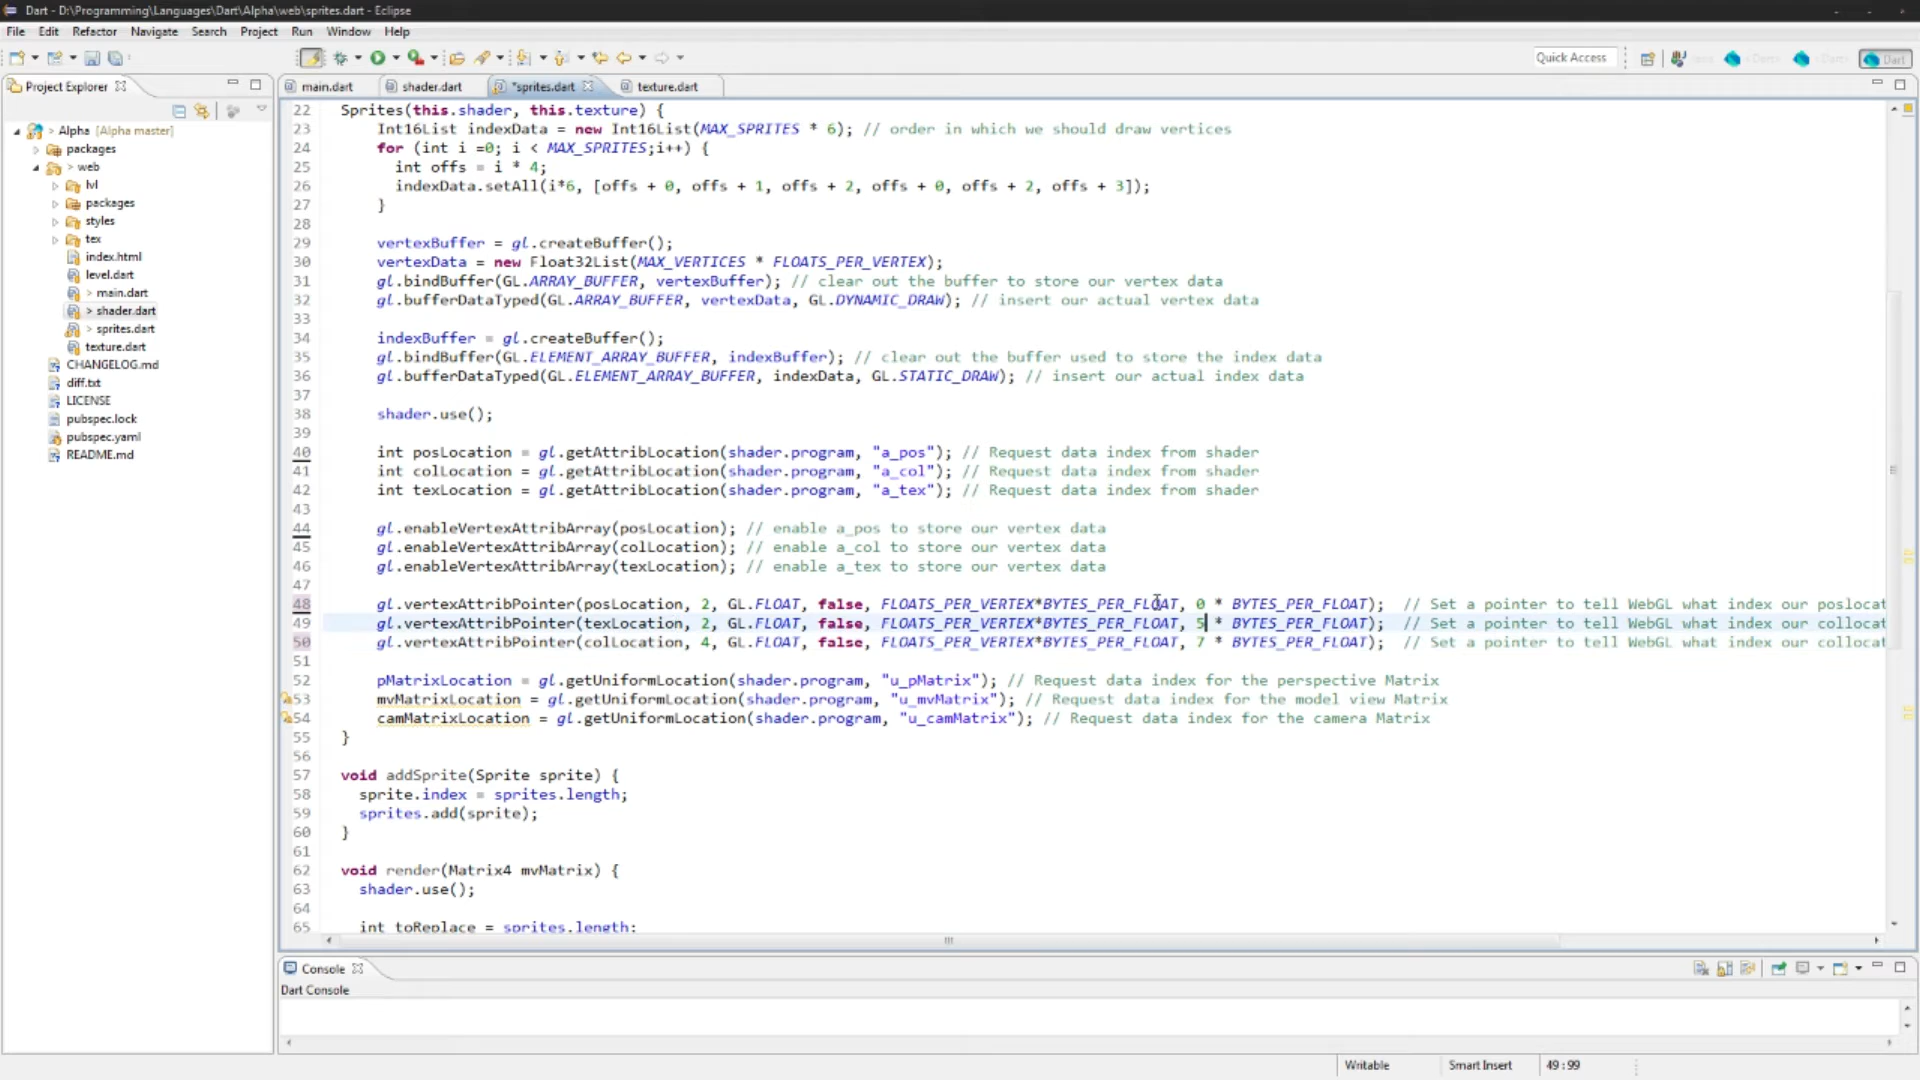 Dart - D:\Programming\Languages\Dart\Alpha\web\sprites.dart - Eclipse
File Edit Refactor Navigate Search Project Run Window Help
Quick Access
Dart
Project Explorer
main.dart shader.dart *sprites.dart texture.dart
> Alpha [Alpha master]
packages
> web
lvl
packages
styles
tex
index.html
level.dart
> main.dart
> shader.dart
> sprites.dart
texture.dart
CHANGELOG.md
diff.txt
LICENSE
pubspec.lock
pubspec.yaml
README.md
22 Sprites(this.shader, this.texture) {
23 Int16List indexData = new Int16List(MAX_SPRITES * 6); // order in which we should draw vertices
24 for (int i =0; i < MAX_SPRITES;i++) {
25 int offs = i * 4;
26 indexData.setAll(i*6, [offs + 0, offs + 1, offs + 2, offs + 0, offs + 2, offs + 3]);
27 }
28
29 vertexBuffer = gl.createBuffer();
30 vertexData = new Float32List(MAX_VERTICES * FLOATS_PER_VERTEX);
31 gl.bindBuffer(GL.ARRAY_BUFFER, vertexBuffer); // clear out the buffer to store our vertex data
32 gl.bufferDataTyped(GL.ARRAY_BUFFER, vertexData, GL.DYNAMIC_DRAW); // insert our actual vertex data
33
34 indexBuffer = gl.createBuffer();
35 gl.bindBuffer(GL.ELEMENT_ARRAY_BUFFER, indexBuffer); // clear out the buffer used to store the index data
36 gl.bufferDataTyped(GL.ELEMENT_ARRAY_BUFFER, indexData, GL.STATIC_DRAW); // insert our actual index data
37
38 shader.use();
39
40 int posLocation = gl.getAttribLocation(shader.program, "a_pos"); // Request data index from shader
41 int colLocation = gl.getAttribLocation(shader.program, "a_col"); // Request data index from shader
42 int texLocation = gl.getAttribLocation(shader.program, "a_tex"); // Request data index from shader
43
44 gl.enableVertexAttribArray(posLocation); // enable a_pos to store our vertex data
45 gl.enableVertexAttribArray(colLocation); // enable a_col to store our vertex data
46 gl.enableVertexAttribArray(texLocation); // enable a_tex to store our vertex data
47
48 gl.vertexAttribPointer(posLocation, 2, GL.FLOAT, false, FLOATS_PER_VERTEX*BYTES_PER_FLOAT, 0 * BYTES_PER_FLOAT); // Set a pointer to tell WebGL what index our poslocat
49 gl.vertexAttribPointer(texLocation, 2, GL.FLOAT, false, FLOATS_PER_VERTEX*BYTES_PER_FLOAT, 5 * BYTES_PER_FLOAT); // Set a pointer to tell WebGL what index our collocat
50 gl.vertexAttribPointer(colLocation, 4, GL.FLOAT, false, FLOATS_PER_VERTEX*BYTES_PER_FLOAT, 7 * BYTES_PER_FLOAT); // Set a pointer to tell WebGL what index our collocat
51
52 pMatrixLocation = gl.getUniformLocation(shader.program, "u_pMatrix"); // Request data index for the perspective Matrix
53 mvMatrixLocation = gl.getUniformLocation(shader.program, "u_mvMatrix"); // Request data index for the model view Matrix
54 camMatrixLocation = gl.getUniformLocation(shader.program, "u_camMatrix"); // Request data index for the camera Matrix
55 }
56
57 void addSprite(Sprite sprite) {
58 sprite.index = sprites.length;
59 sprites.add(sprite);
60 }
61
62 void render(Matrix4 mvMatrix) {
63 shader.use();
64
65 int toReplace = sprites.length;
Console
Dart Console
Writable Smart Insert 49 : 99